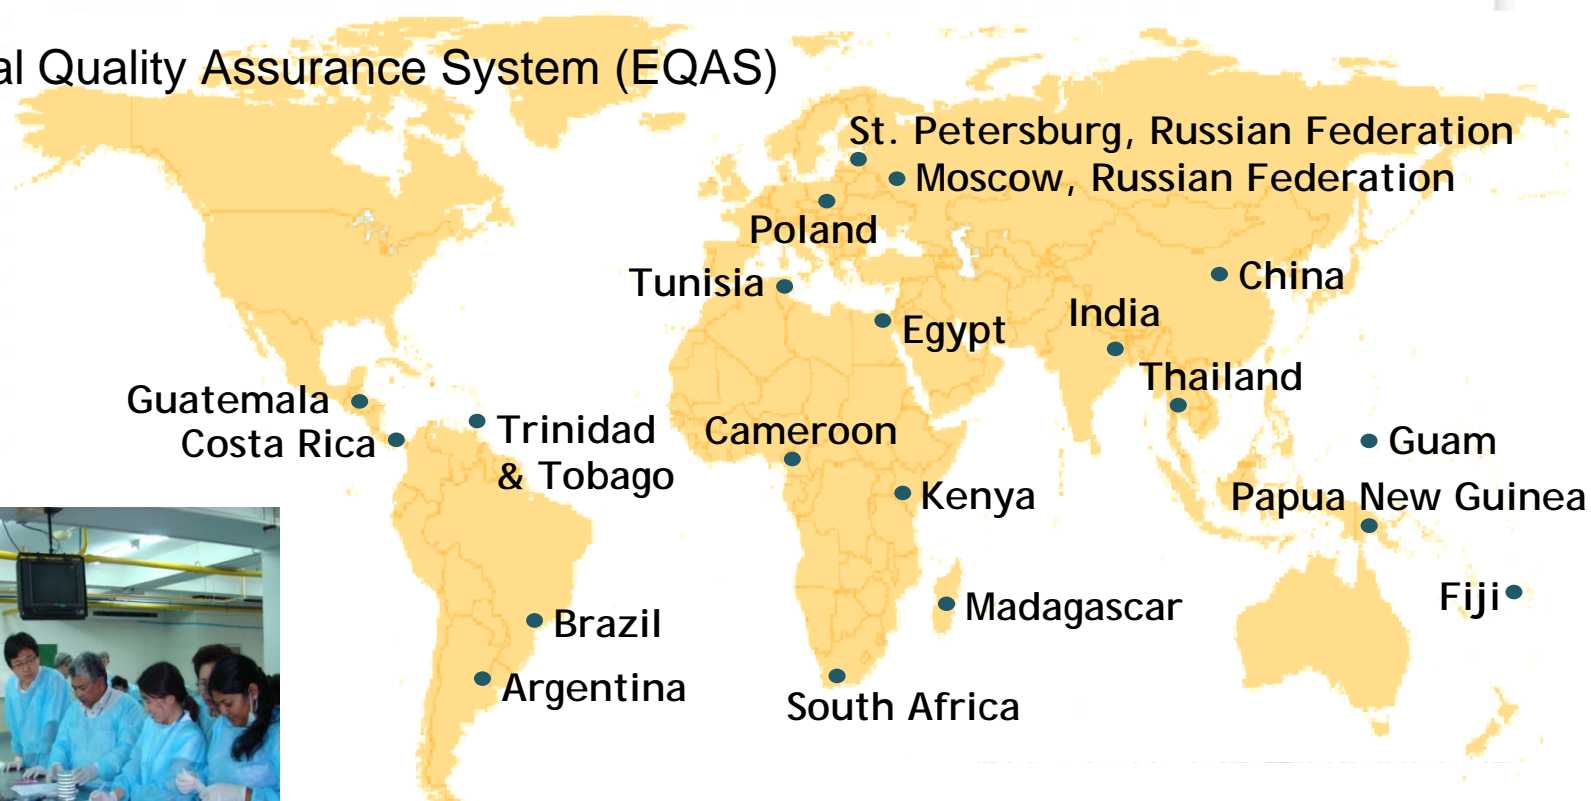 al Quality Assurance System (EQAS)
St. Petersburg, Russian Federation
Moscow, Russian Federation
Poland
Tunisia
China
India
Egypt
Thailand
Guatemala
Costa Rica
Trinidad
& Tobago
Cameroon
Guam
Kenya
Papua New Guinea
Madagascar
Fiji
Brazil
Argentina
South Africa